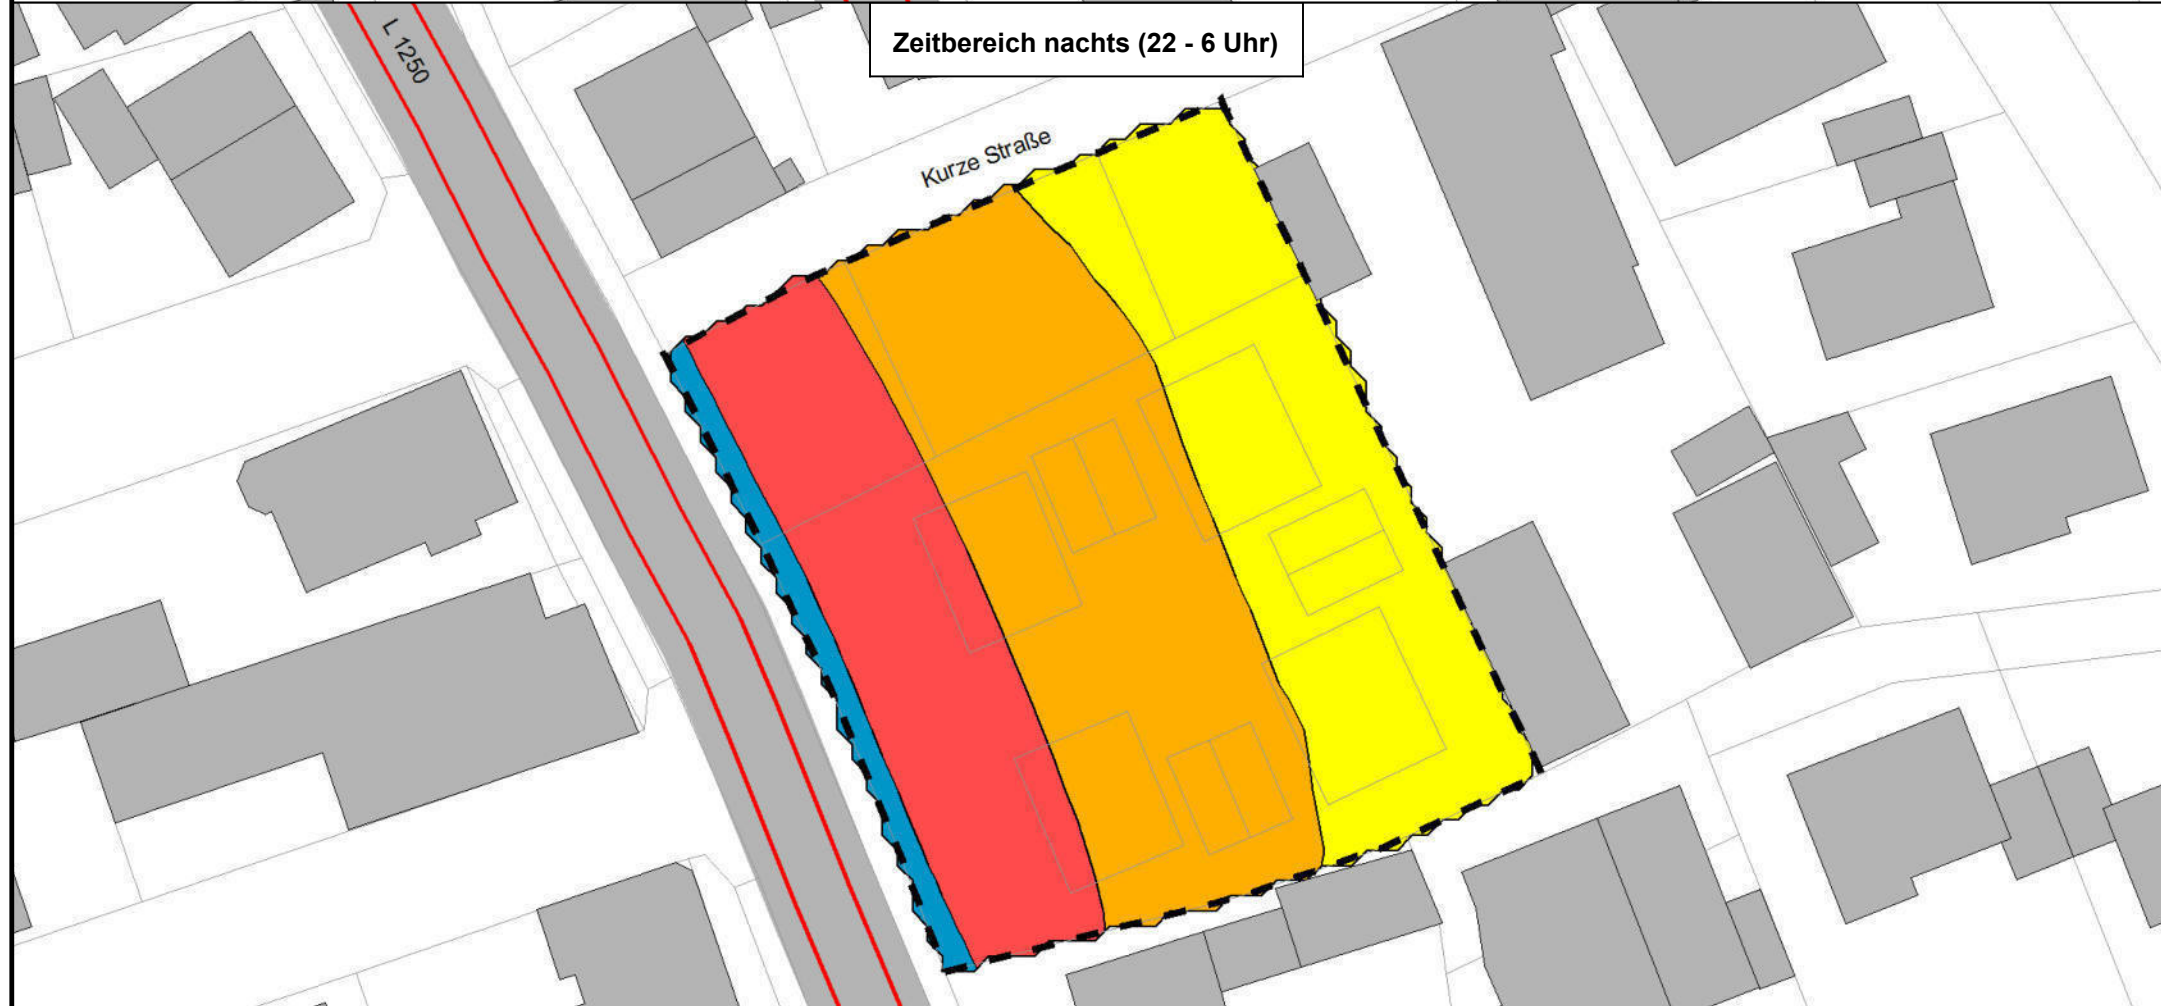 Zeitbereich nachts (22 - 6 Uhr)
L 1250
Kurze Straße